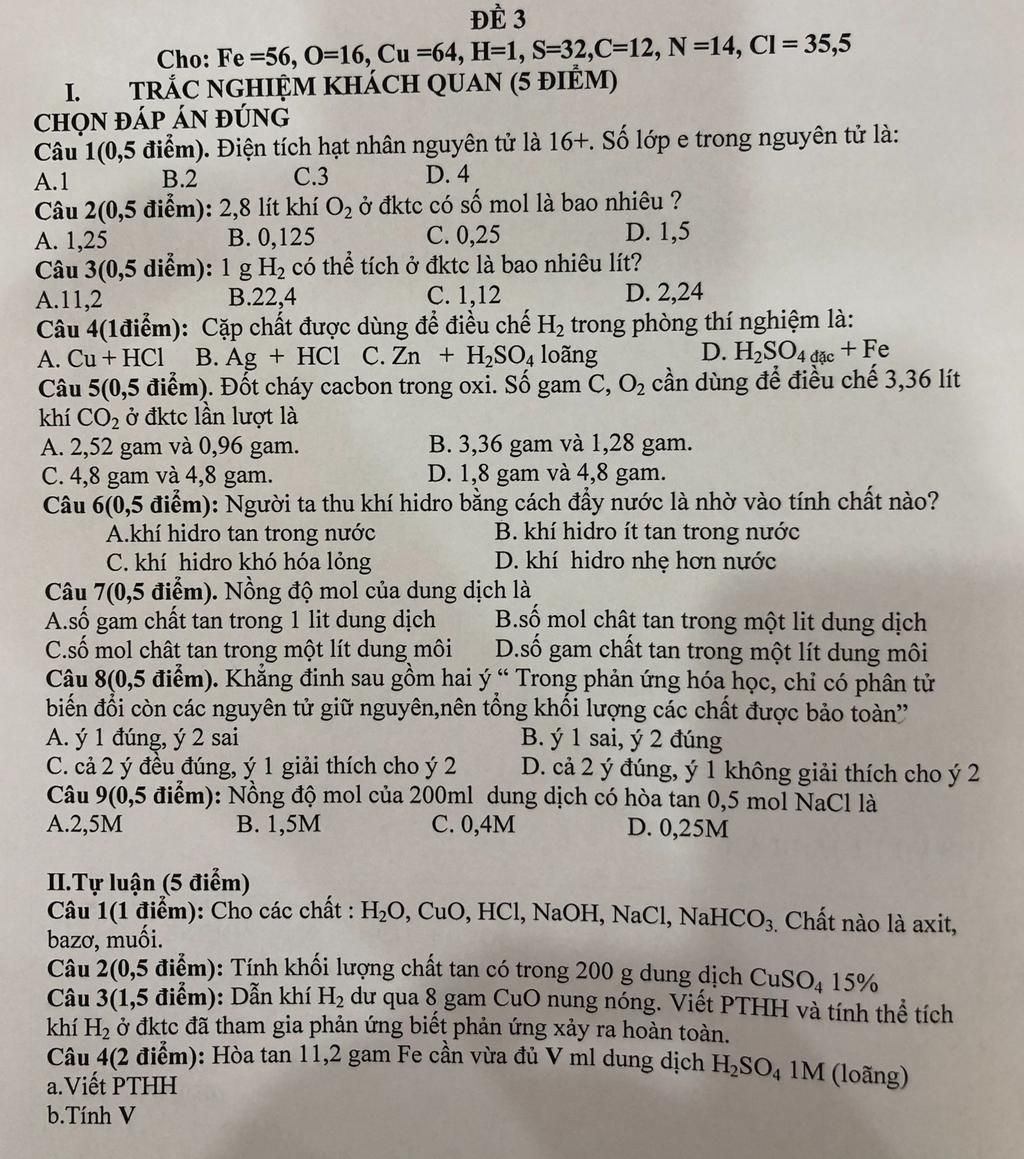 ĐỀ 3
Cho: Fe =56, O=16, Cu =64, H=1, S=32,C=12, N =14, Cl = 35,5
I. TRẮC NGHIỆM KHÁCH QUAN (5 ĐIỂM)
CHỌN ĐÁP ÁN ĐÚNG
Câu 1(0,5 điểm). Điện tích hạt nhân nguyên tử là 16+. Số lớp e trong nguyên tử là:
A.1 B.2 C.3 D. 4
Câu 2(0,5 điểm): 2,8 lít khí O₂ ở đktc có số mol là bao nhiêu ?
A. 1,25 B. 0,125 C. 0,25 D. 1,5
Câu 3(0,5 diểm): 1 g H₂ có thể tích ở đktc là bao nhiêu lít?
A.11,2 B.22,4 C. 1,12 D. 2,24
Câu 4(1điểm): Cặp chất được dùng để điều chế H₂ trong phòng thí nghiệm là:
A. Cu + HCl B. Ag + HCl C. Zn + H₂SO₄ loãng D. H₂SO₄ đặc + Fe
Câu 5(0,5 điểm). Đốt cháy cacbon trong oxi. Số gam C, O₂ cần dùng để điều chế 3,36 lít
khí CO₂ ở đktc lần lượt là
A. 2,52 gam và 0,96 gam. B. 3,36 gam và 1,28 gam.
C. 4,8 gam và 4,8 gam. D. 1,8 gam và 4,8 gam.
Câu 6(0,5 điểm): Người ta thu khí hidro bằng cách đẩy nước là nhờ vào tính chất nào?
A.khí hidro tan trong nước B. khí hidro ít tan trong nước
C. khí hidro khó hóa lỏng D. khí hidro nhẹ hơn nước
Câu 7(0,5 điểm). Nồng độ mol của dung dịch là
A.số gam chất tan trong 1 lit dung dịch B.số mol chât tan trong một lit dung dịch
C.số mol chât tan trong một lít dung môi D.số gam chất tan trong một lít dung môi
Câu 8(0,5 điểm). Khẳng đinh sau gồm hai ý “ Trong phản ứng hóa học, chỉ có phân tử
biến đổi còn các nguyên tử giữ nguyên,nên tổng khối lượng các chất được bảo toàn”
A. ý 1 đúng, ý 2 sai B. ý 1 sai, ý 2 đúng
C. cả 2 ý đều đúng, ý 1 giải thích cho ý 2 D. cả 2 ý đúng, ý 1 không giải thích cho ý 2
Câu 9(0,5 điểm): Nồng độ mol của 200ml dung dịch có hòa tan 0,5 mol NaCl là
A.2,5M B. 1,5M C. 0,4M D. 0,25M
II.Tự luận (5 điểm)
Câu 1(1 điểm): Cho các chất : H₂O, CuO, HCl, NaOH, NaCl, NaHCO₃. Chất nào là axit,
bazơ, muối.
Câu 2(0,5 điểm): Tính khối lượng chất tan có trong 200 g dung dịch CuSO₄ 15%
Câu 3(1,5 điểm): Dẫn khí H₂ dư qua 8 gam CuO nung nóng. Viết PTHH và tính thể tích
khí H₂ ở đktc đã tham gia phản ứng biết phản ứng xảy ra hoàn toàn.
Câu 4(2 điểm): Hòa tan 11,2 gam Fe cần vừa đủ V ml dung dịch H₂SO₄ 1M (loãng)
a.Viết PTHH
b.Tính V